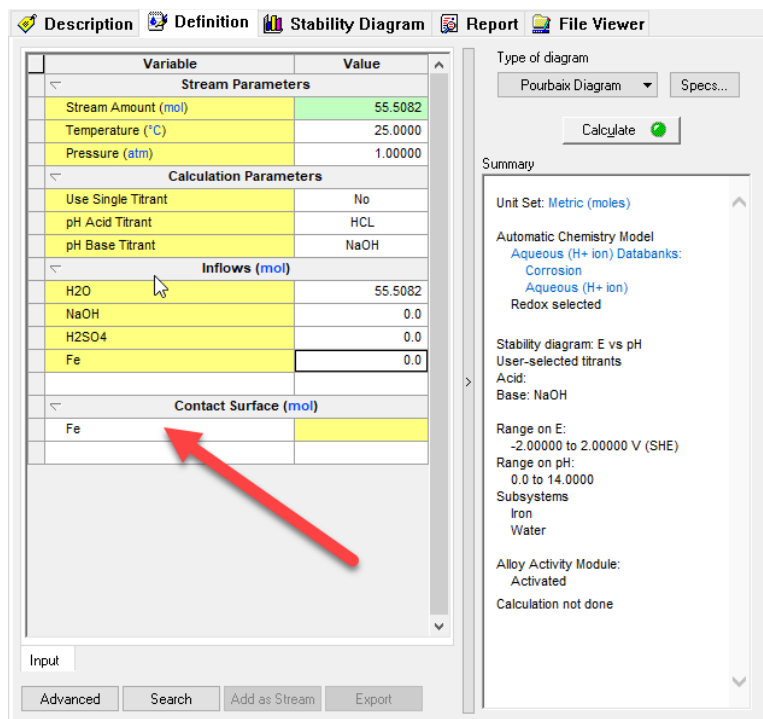 Description Definition Stability Diagram Report File Viewer
Variable Value
Stream Parameters
Stream Amount (mol) 55.5082
Temperature (°C) 25.0000
Pressure (atm) 1.00000
Calculation Parameters
Use Single Titrant No
pH Acid Titrant HCL
pH Base Titrant NaOH
Inflows (mol)
H2O 55.5082
NaOH 0.0
H2SO4 0.0
Fe 0.0
Contact Surface (mol)
Fe
Input
Advanced Search Add as Stream Export
Type of diagram
Pourbaix Diagram Specs...
Calculate
Summary
Unit Set: Metric (moles)
Automatic Chemistry Model
Aqueous (H+ ion) Databanks:
Corrosion
Aqueous (H+ ion)
Redox selected
Stability diagram: E vs pH
User-selected titrants
Acid:
Base: NaOH
Range on E:
-2.00000 to 2.00000 V (SHE)
Range on pH:
0.0 to 14.0000
Subsystems
Iron
Water
Alloy Activity Module:
Activated
Calculation not done